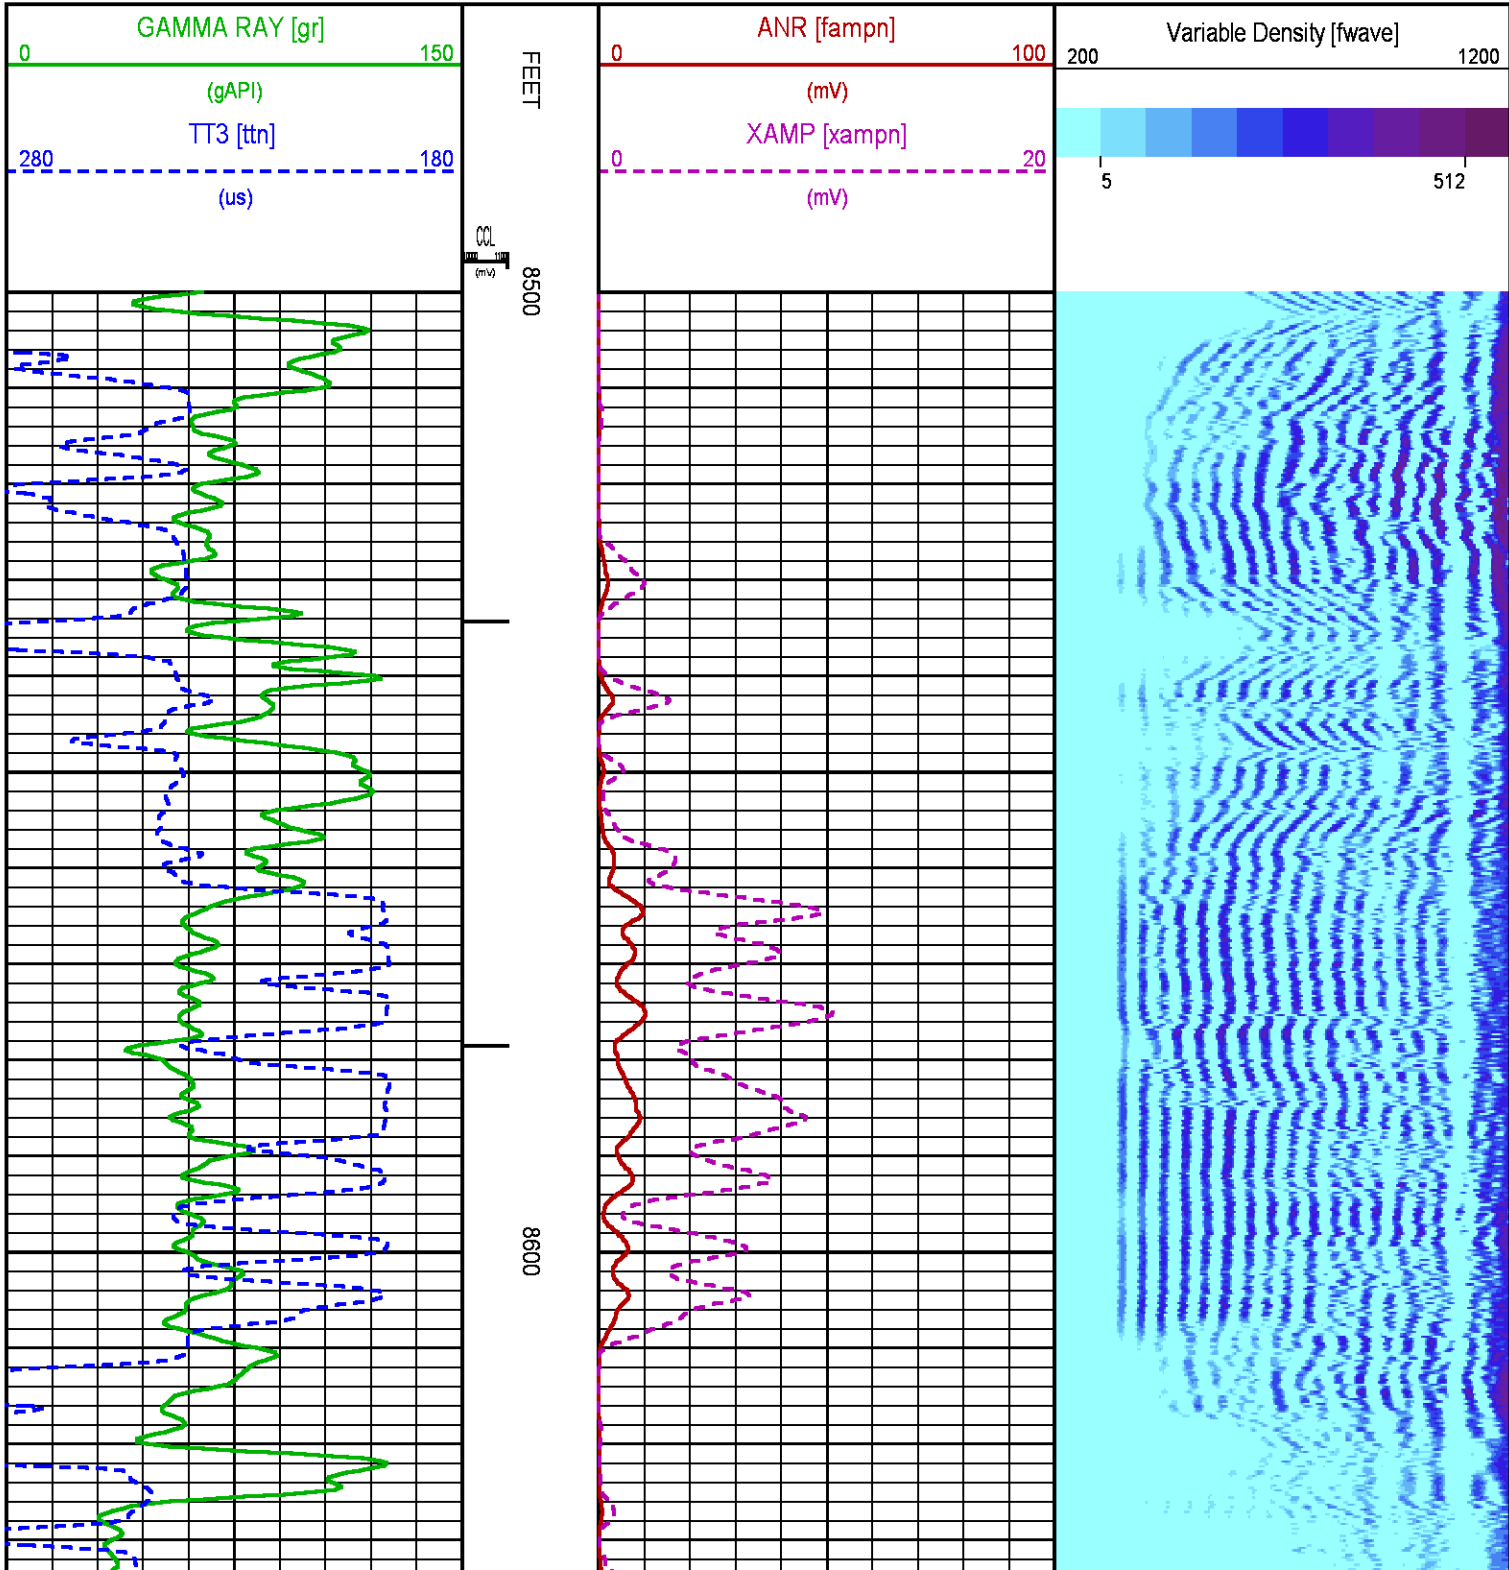 GAMMA RAY [gr]
0 150
(gAPI)
TT3 [ttn]
280 180
(us)
CCL
(mV)
FEET
8500
8600
ANR [fampn]
0 100
(mV)
XAMP [xampn]
0 20
(mV)
Variable Density [fwave]
200 1200
5 512